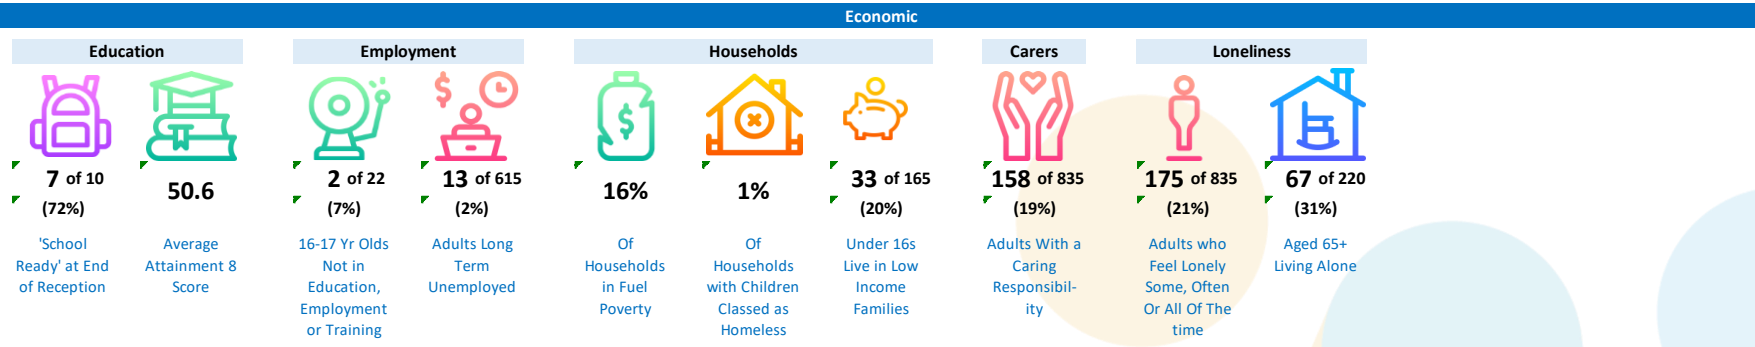 Economic
Education
Employment
Households
Carers
Loneliness
7 of 10
(72%)
'School
Ready' at End
of Reception
50.6
Average
Attainment 8
Score
2 of 22
(7%)
16-17 Yr Olds
Not in
Education,
Employment
or Training
13 of 615
(2%)
Adults Long
Term
Unemployed
16%
Of
Households
in Fuel
Poverty
1%
Of
Households
with Children
Classed as
Homeless
33 of 165
(20%)
Under 16s
Live in Low
Income
Families
158 of 835
(19%)
Adults With a
Caring
Responsibil-
ity
175 of 835
(21%)
Adults who
Feel Lonely
Some, Often
Or All Of The
time
67 of 220
(31%)
Aged 65+
Living Alone